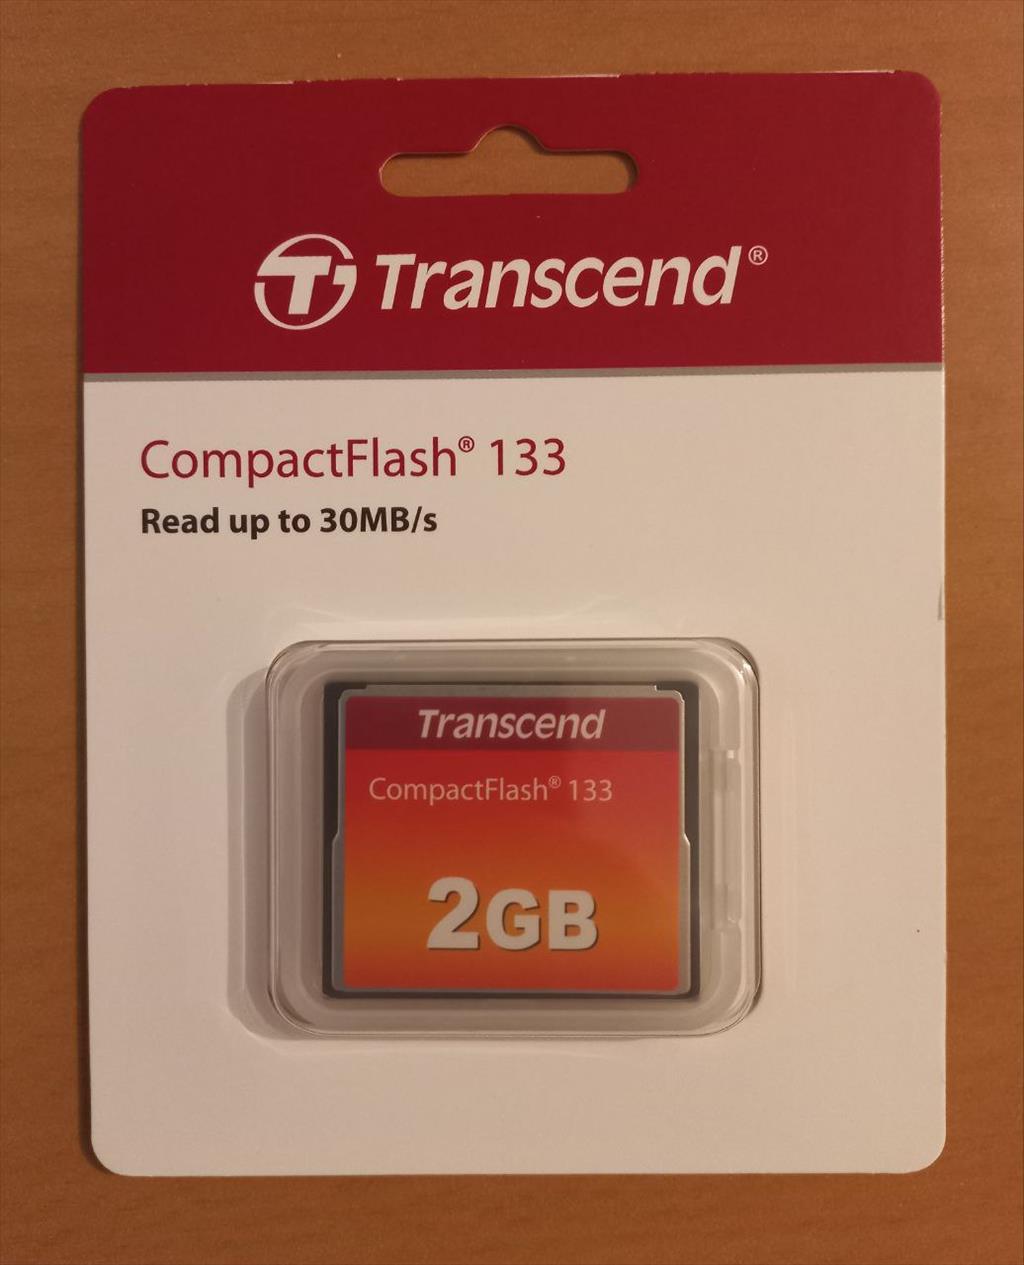 Transcend®
CompactFlash® 133
Read up to 30MB/s
Transcend
CompactFlash® 133
2GB